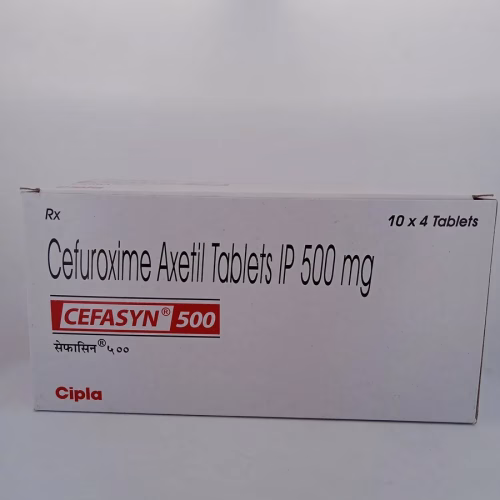 Rx
10 x 4 Tablets
Cefuroxime Axetil Tablets IP 500 mg
CEFASYN® 500
सेफासिन® ५००
Cipla